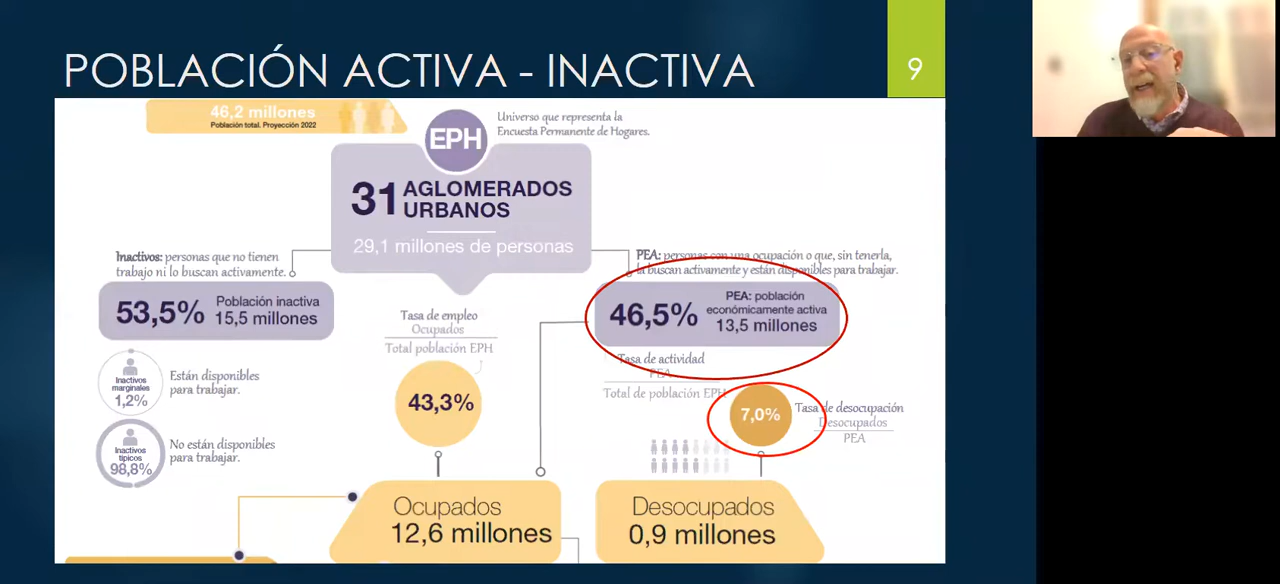 POBLACIÓN ACTIVA - INACTIVA
9
46,2 millones
Población total. Proyección 2022
EPH
Universo que representa la
Encuesta Permanente de Hogares.
31 AGLOMERADOS
URBANOS
29,1 millones de personas
Inactivos: personas que no tienen
trabajo ni lo buscan activamente.
53,5% Población inactiva
15,5 millones
Inactivos
marginales
1,2%
Están disponibles
para trabajar.
Inactivos
típicos
98,8%
No están disponibles
para trabajar.
Tasa de empleo
Ocupados
Total población EPH
43,3%
PEA: personas con una ocupación o que, sin tenerla,
la buscan activamente y están disponibles para trabajar.
46,5% PEA: población
económicamente activa
13,5 millones
Tasa de actividad
PEA
Total de población EPH
7,0%
Tasa de desocupación
Desocupados
PEA
Ocupados
12,6 millones
Desocupados
0,9 millones